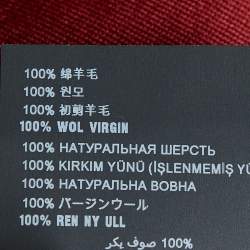 100% 绵羊毛
100% 원모
100% 初剪羊毛
100% WOL VIRGIN
100% НАТУРАЛЬНАЯ ШЕРСТЬ
100% KIRKIM YÜNÜ (İŞLENMEMİŞ Y
100% НАТУРАЛЬНА ВОВНА
100% バージンウール
100% REN NY ULL
100% صوف بكر